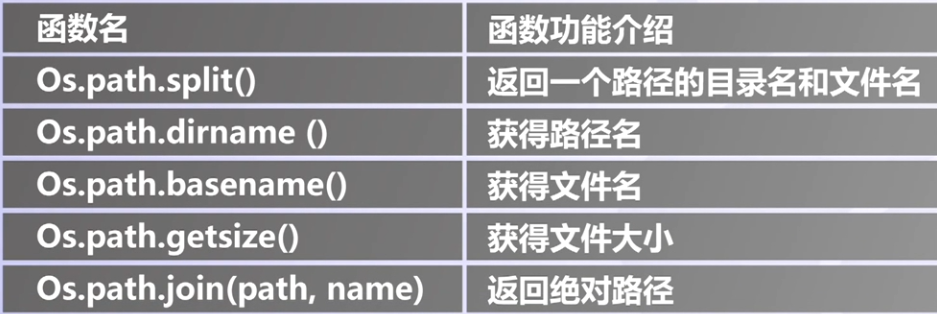 函数名 函数功能介绍
Os.path.split() 返回一个路径的目录名和文件名
Os.path.dirname () 获得路径名
Os.path.basename() 获得文件名
Os.path.getsize() 获得文件大小
Os.path.join(path, name) 返回绝对路径